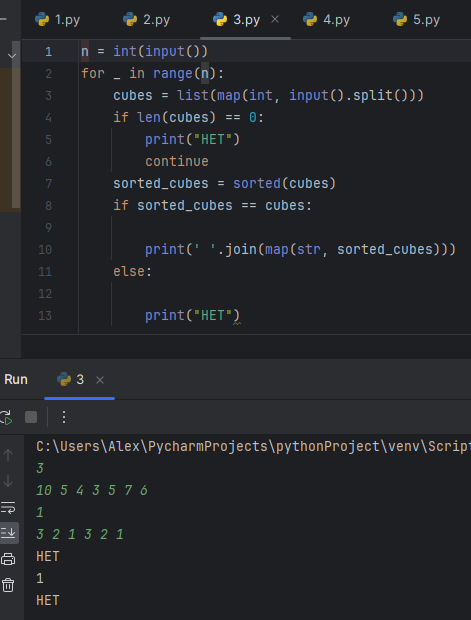 1.py 2.py 3.py 4.py 5.py
1 n = int(input())
2 for _ in range(n):
3 cubes = list(map(int, input().split()))
4 if len(cubes) == 0:
5 print("НЕТ")
6 continue
7 sorted_cubes = sorted(cubes)
8 if sorted_cubes == cubes:
9
10 print(' '.join(map(str, sorted_cubes)))
11 else:
12
13 print("НЕТ")
Run 3
C:\Users\Alex\PycharmProjects\pythonProject\venv\Script
3
10 5 4 3 5 7 6
1
3 2 1 3 2 1
НЕТ
1
НЕТ